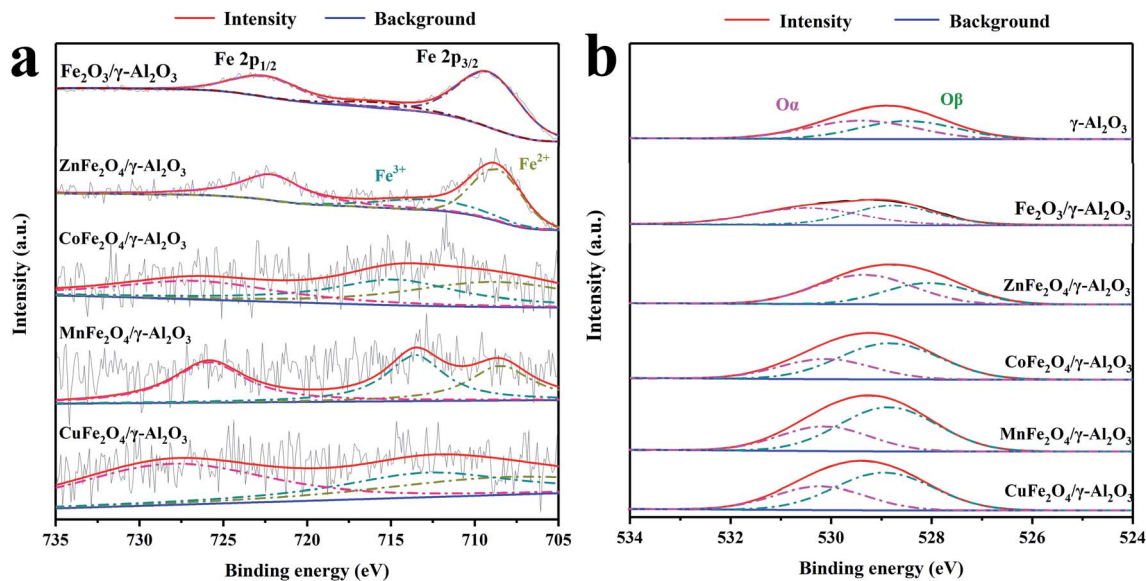 Intensity Background
a
Fe 2p1/2 Fe 2p3/2
Fe₂O₃/γ-Al₂O₃
ZnFe₂O₄/γ-Al₂O₃
Fe³⁺ Fe²⁺
CoFe₂O₄/γ-Al₂O₃
MnFe₂O₄/γ-Al₂O₃
CuFe₂O₄/γ-Al₂O₃
Intensity (a.u.)
735 730 725 720 715 710 705
Binding energy (eV)
Intensity Background
b
Oα Oβ
γ-Al₂O₃
Fe₂O₃/γ-Al₂O₃
ZnFe₂O₄/γ-Al₂O₃
CoFe₂O₄/γ-Al₂O₃
MnFe₂O₄/γ-Al₂O₃
CuFe₂O₄/γ-Al₂O₃
Intensity (a.u.)
534 532 530 528 526 524
Binding energy (eV)